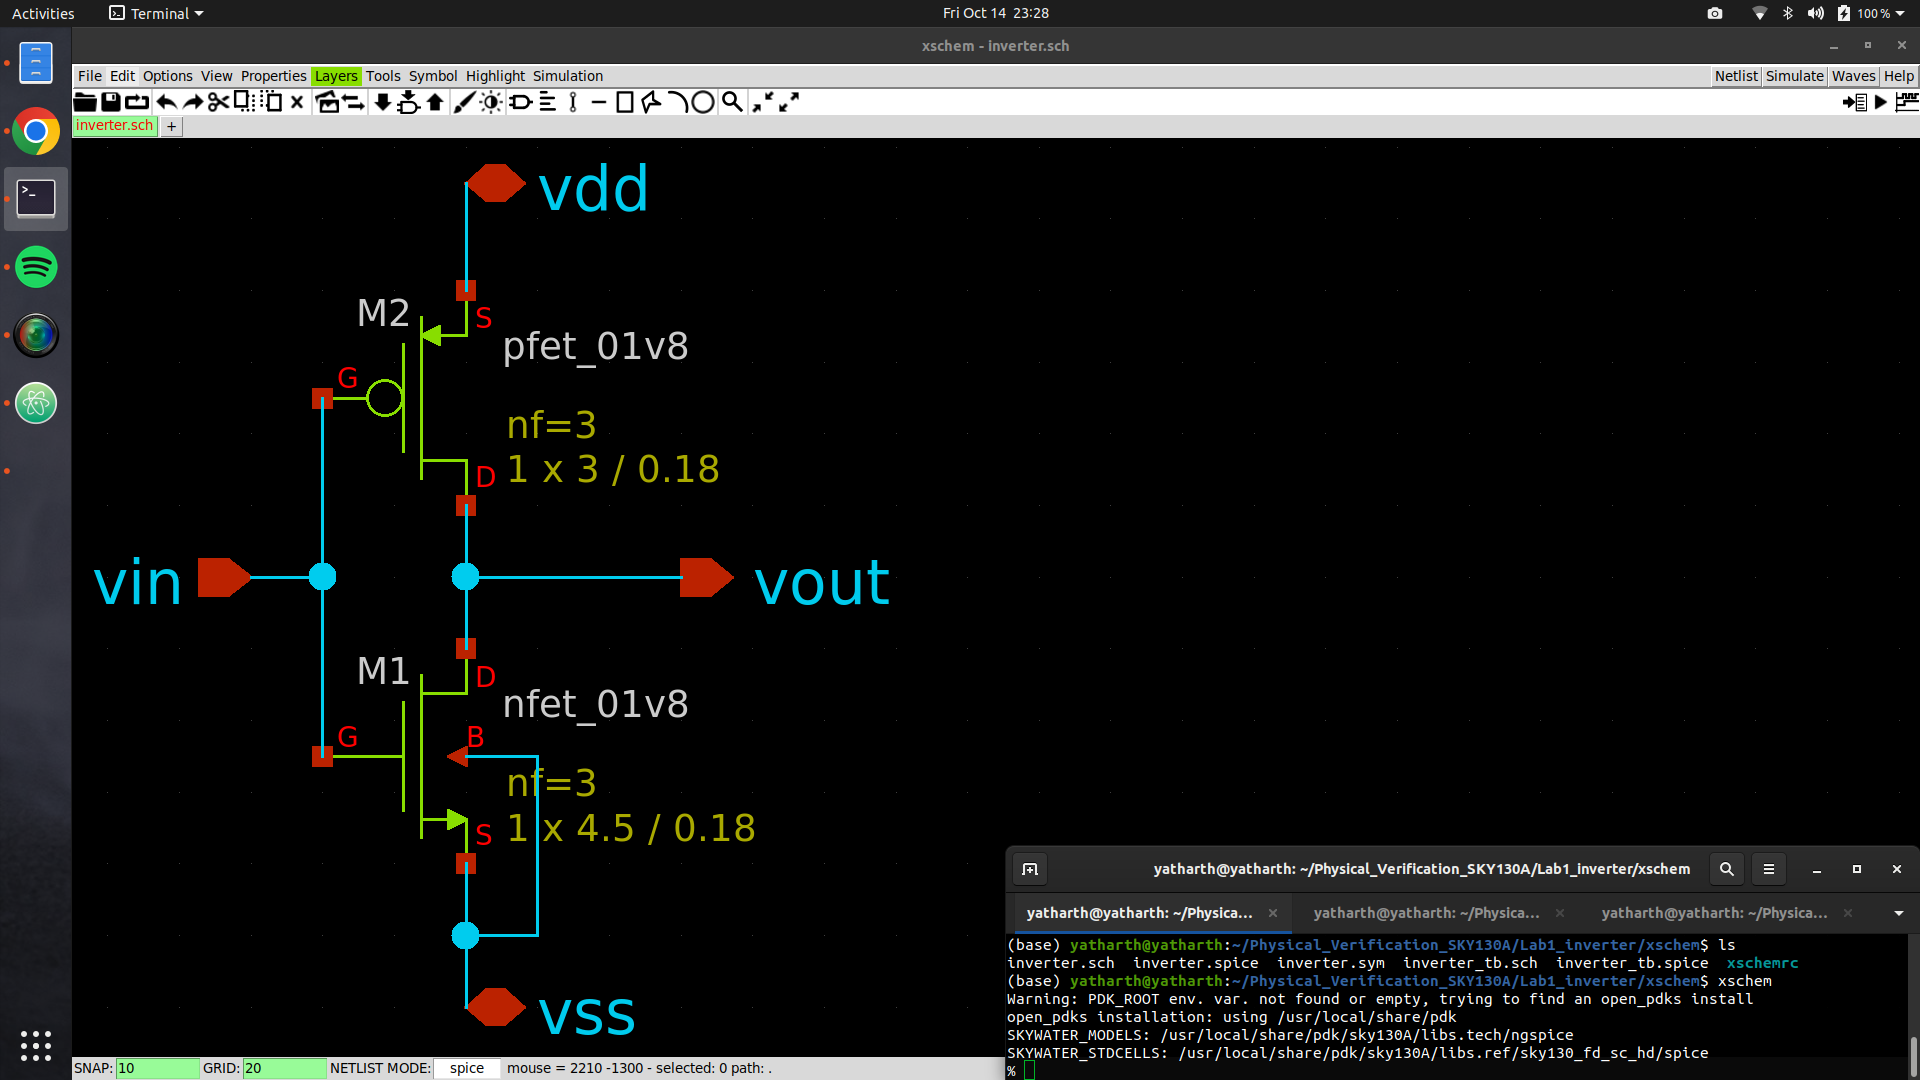 Activities
Terminal
Fri Oct 14 23:28
100 %
xschem - inverter.sch
File Edit Options View Properties Layers Tools Symbol Highlight Simulation
Netlist Simulate Waves Help
inverter.sch +
vdd
M2
S
pfet_01v8
G
nf=3
1 x 3 / 0.18
D
vin
vout
M1
D
nfet_01v8
G
B
nf=3
1 x 4.5 / 0.18
S
vss
yatharth@yatharth: ~/Physical_Verification_SKY130A/Lab1_inverter/xschem
yatharth@yatharth: ~/Physica... yatharth@yatharth: ~/Physica... yatharth@yatharth: ~/Physica...
(base) yatharth@yatharth:~/Physical_Verification_SKY130A/Lab1_inverter/xschem$ ls
inverter.sch inverter.spice inverter.sym inverter_tb.sch inverter_tb.spice xschemrc
(base) yatharth@yatharth:~/Physical_Verification_SKY130A/Lab1_inverter/xschem$ xschem
Warning: PDK_ROOT env. var. not found or empty, trying to find an open_pdks install
open_pdks installation: using /usr/local/share/pdk
SKYWATER_MODELS: /usr/local/share/pdk/sky130A/libs.tech/ngspice
SKYWATER_STDCELLS: /usr/local/share/pdk/sky130A/libs.ref/sky130_fd_sc_hd/spice
%
SNAP: 10 GRID: 20 NETLIST MODE: spice mouse = 2210 -1300 - selected: 0 path: .